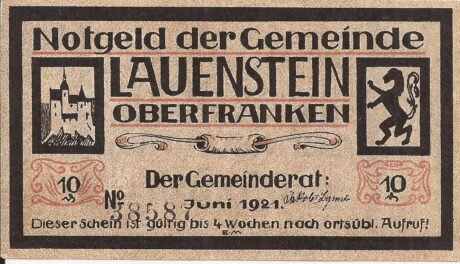 Notgeld der Gemeinde
LAUENSTEIN
OBERFRANKEN
Der Gemeinderat:
10 10
No 38587 Juni 1921.
Dieser Schein ist gültig bis 4 Wochen nach ortsübl. Aufruf!
E.M.